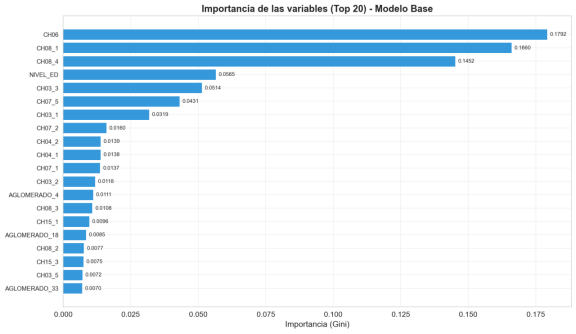 Importancia de las variables (Top 20) - Modelo Base
CH06 0.1792
CH08_1 0.1660
CH08_4 0.1452
NIVEL_ED 0.0565
CH03_3 0.0514
CH07_5 0.0431
CH03_1 0.0319
CH07_2 0.0160
CH04_2 0.0139
CH04_1 0.0138
CH07_1 0.0137
CH03_2 0.0118
AGLOMERADO_4 0.0111
CH08_3 0.0108
CH15_1 0.0096
AGLOMERADO_18 0.0085
CH08_2 0.0077
CH15_3 0.0075
CH03_5 0.0072
AGLOMERADO_33 0.0070
0.000 0.025 0.050 0.075 0.100 0.125 0.150 0.175
Importancia (Gini)